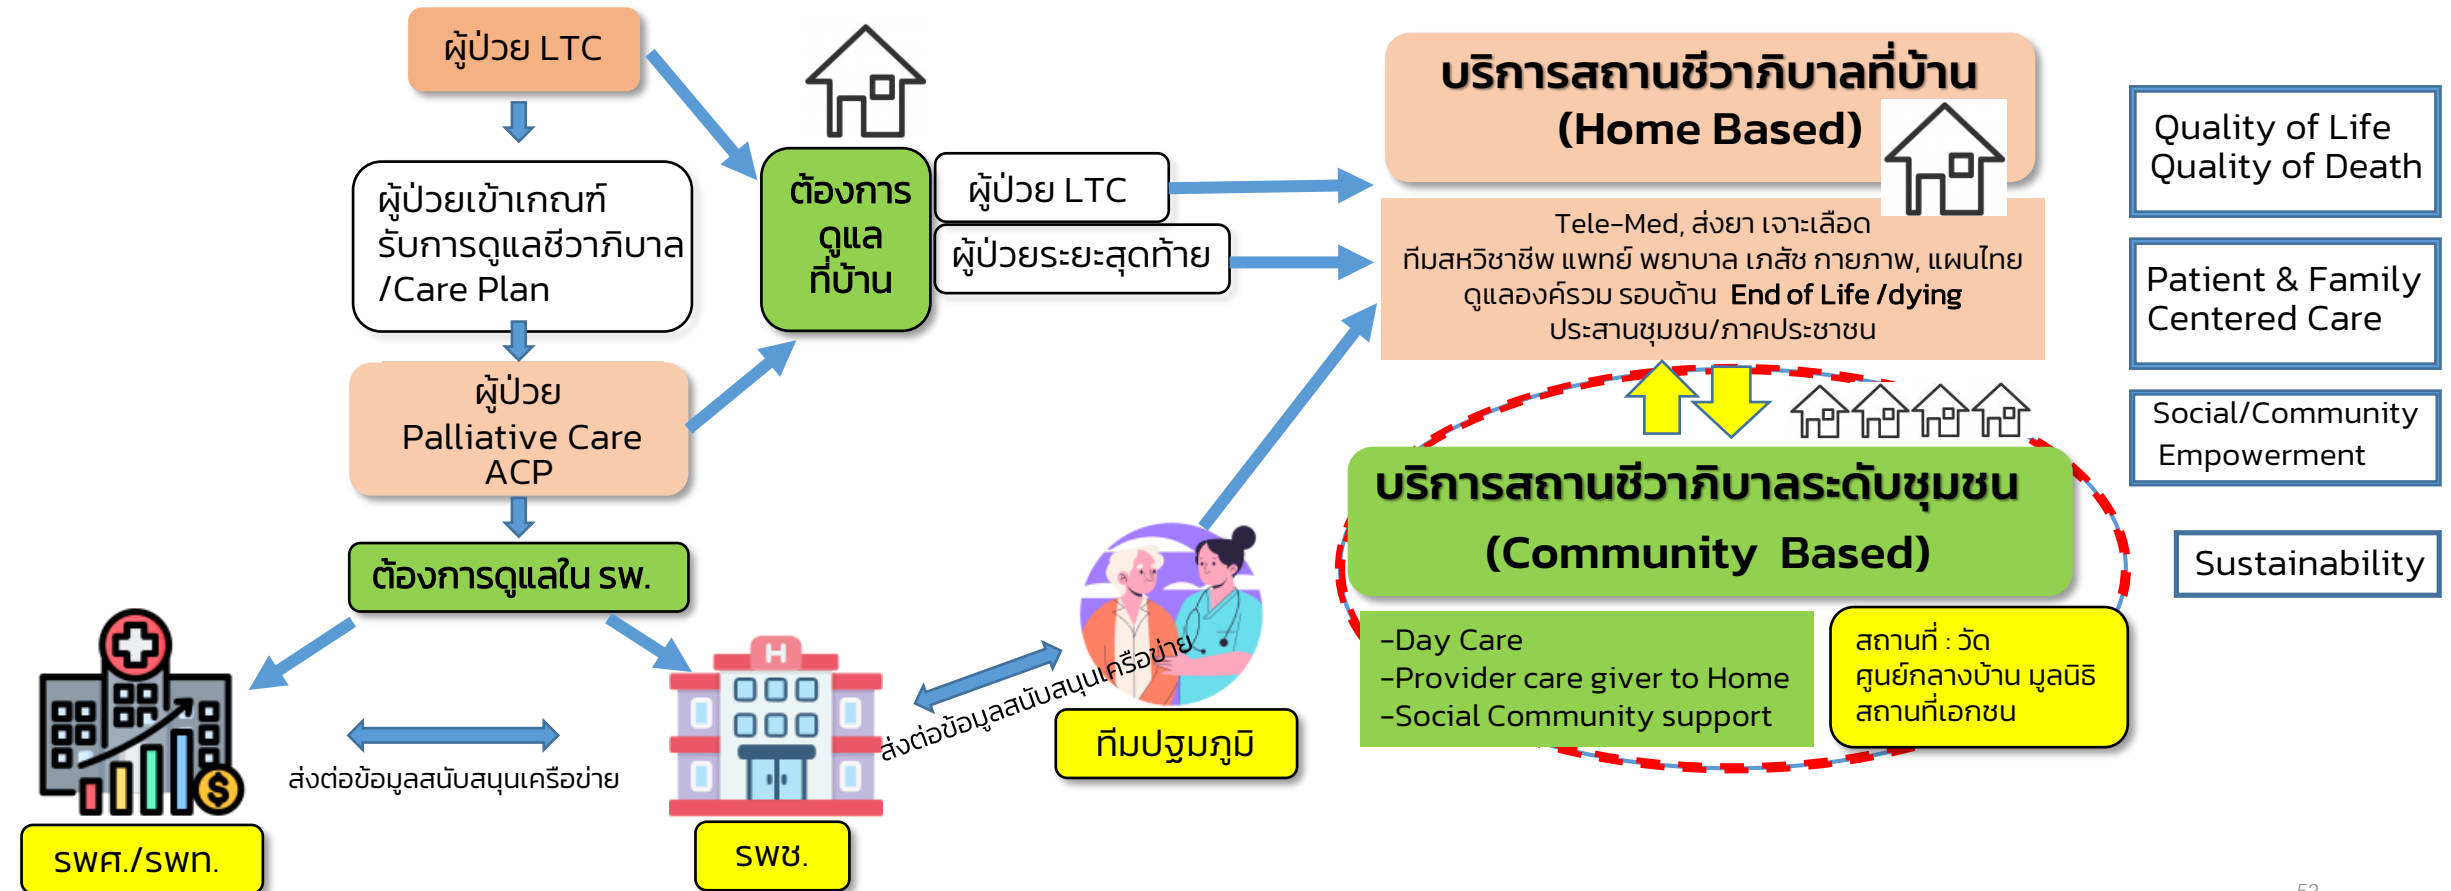 ผู้ป่วย LTC
ผู้ป่วยเข้าเกณฑ์
รับการดูแลชีวาภิบาล
/Care Plan
ผู้ป่วย
Palliative Care
ACP
ต้องการดูแลใน รพ.
รพศ./รพท.
ส่งต่อข้อมูลสนับสนุนเครือข่าย
H
รพช.
ส่งต่อข้อมูลสนับสนุนเครือข่าย
ทีมปฐมภูมิ
ต้องการ
ดูแล
ที่บ้าน
ผู้ป่วย LTC
ผู้ป่วยระยะสุดท้าย
บริการสถานชีวาภิบาลที่บ้าน
(Home Based)
Tele-Med, ส่งยา เจาะเลือด
ทีมสหวิชาชีพ แพทย์ พยาบาล เภสัช กายภาพ, แผนไทย
ดูแลองค์รวม รอบด้าน End of Life /dying
ประสานชุมชน/ภาคประชาชน
บริการสถานชีวาภิบาลระดับชุมชน
(Community Based)
-Day Care
-Provider care giver to Home
-Social Community support
สถานที่ : วัด
ศูนย์กลางบ้าน มูลนิธิ
สถานที่เอกชน
Quality of Life
Quality of Death
Patient & Family
Centered Care
Social/Community
Empowerment
Sustainability
52